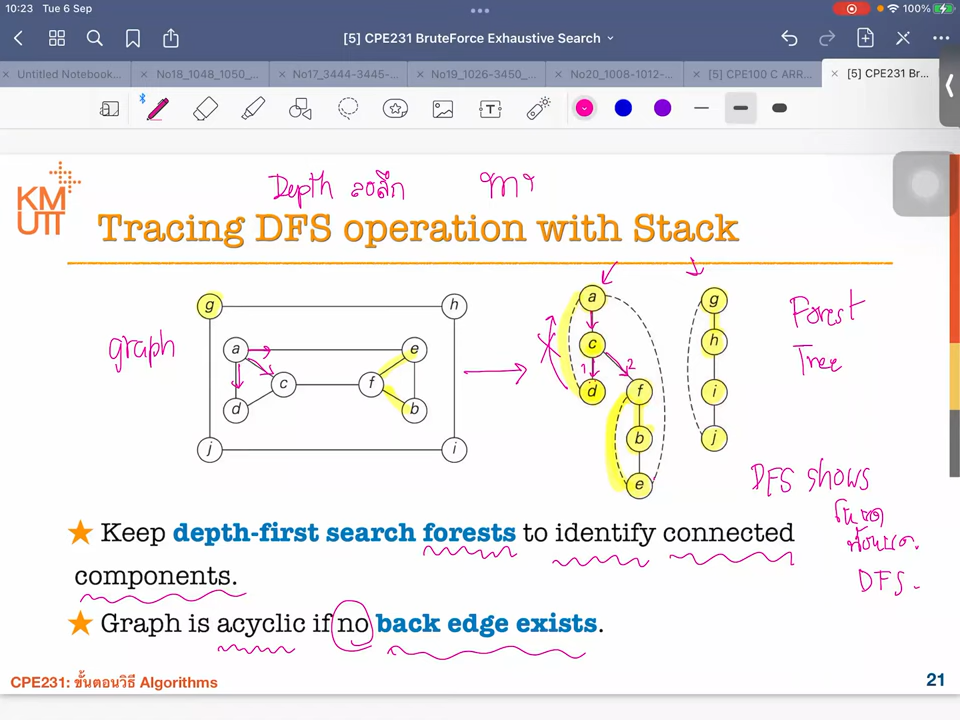 10:23 Tue 6 Sep
100%
[5] CPE231 BruteForce Exhaustive Search
Untitled Notebook...
No18_1048_1050_...
No17_3444-3445-...
No19_1026-3450_...
No20_1008-1012-...
[5] CPE100 C ARR...
[5] CPE231 Br...
KMUTT
Depth
Tracing DFS operation with Stack
graph
g h
a e
c f
d b
j i
a
c
1 2
d f
b
e
g
h
i
j
Forest
Tree
DFS shows
DFS.
Keep depth-first search forests to identify connected
components.
Graph is acyclic if no back edge exists.
CPE231: ขั้นตอนวิธี Algorithms
21